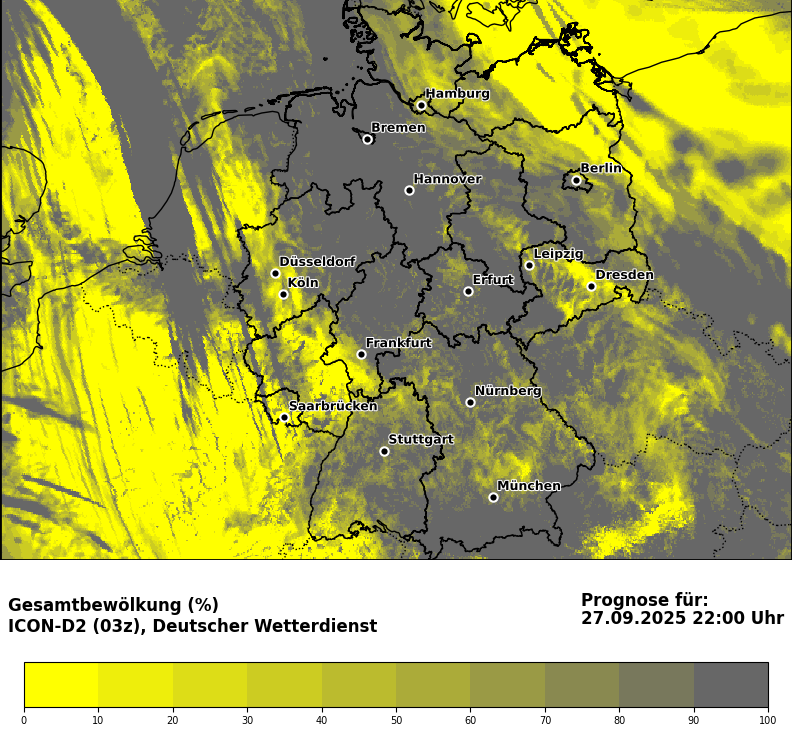 Hamburg
Bremen
Berlin
Hannover
Leipzig
Düsseldorf
Dresden
Köln
Erfurt
Frankfurt
Nürnberg
Saarbrücken
Stuttgart
München
Gesamtbewölkung (%)
ICON-D2 (03z), Deutscher Wetterdienst
Prognose für:
27.09.2025 22:00 Uhr
0 10 20 30 40 50 60 70 80 90 100